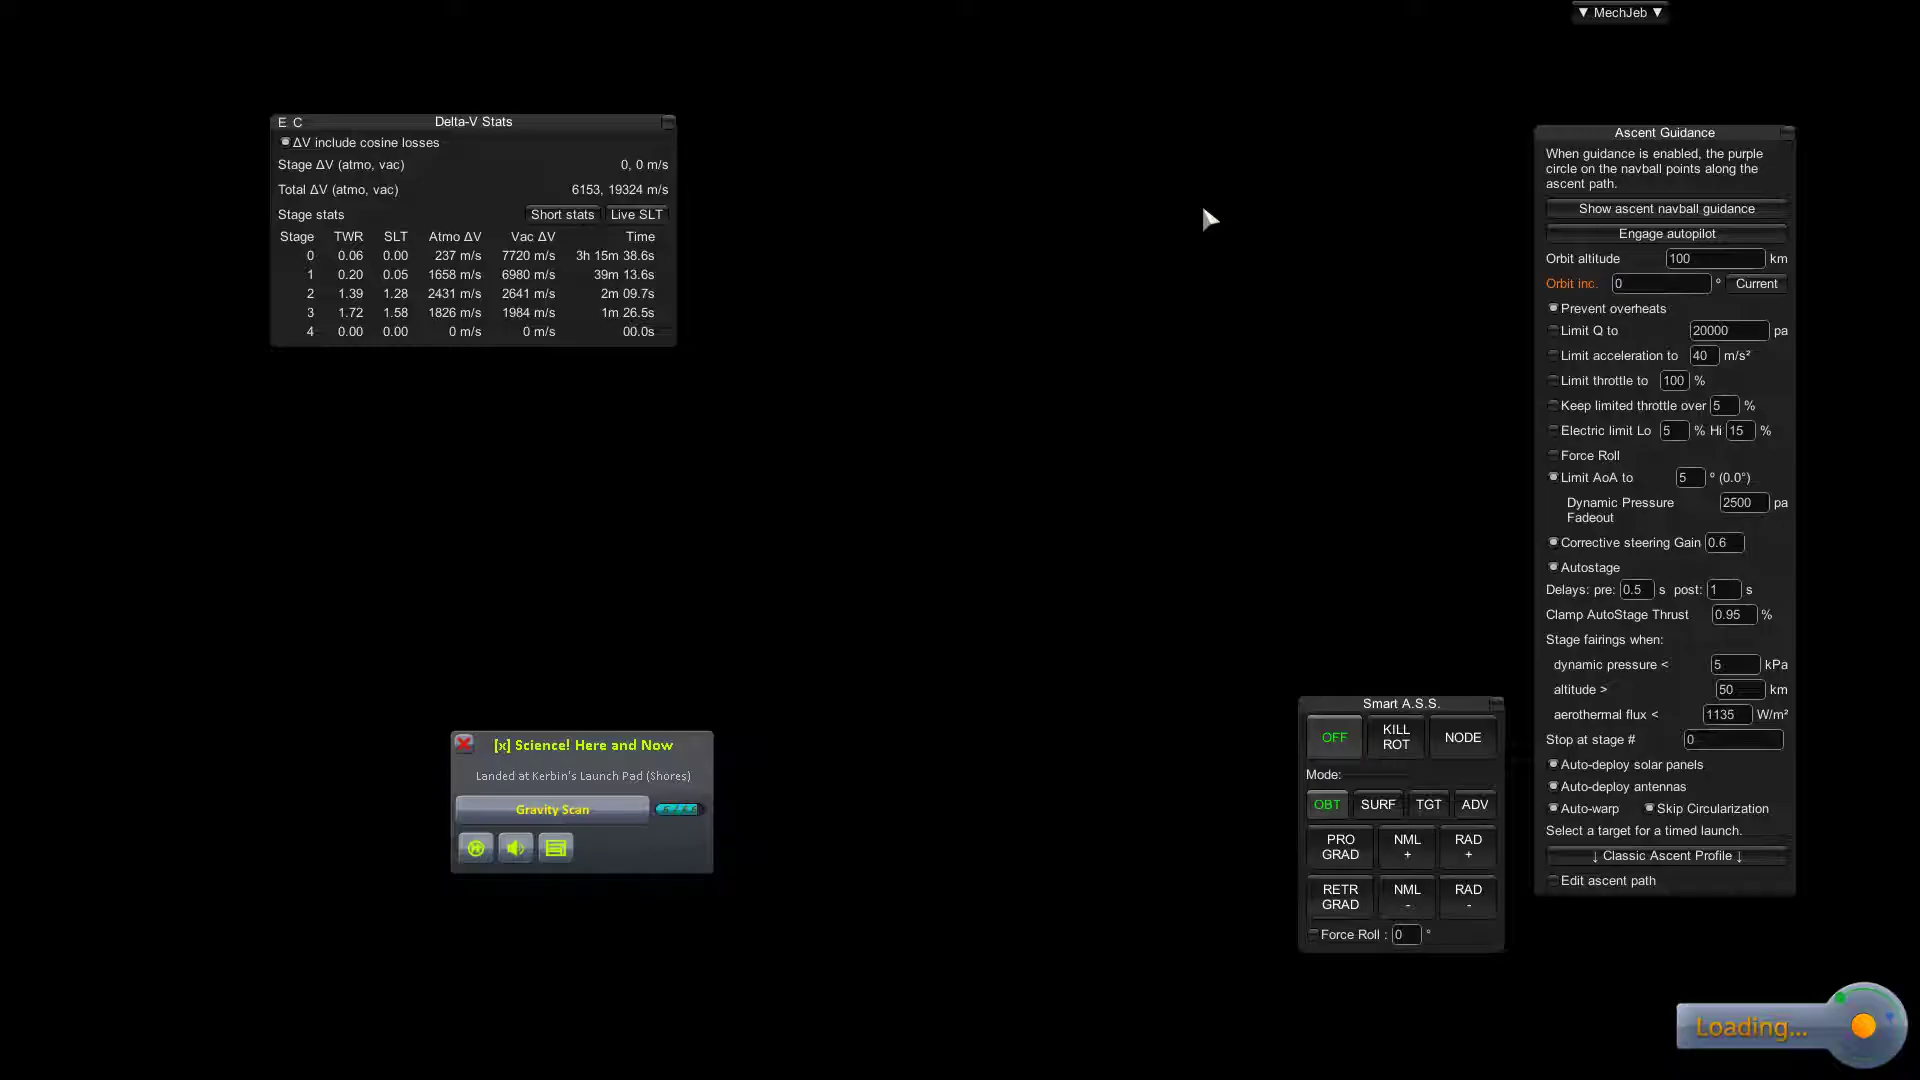 ▼ MechJeb ▼
E C Delta-V Stats
ΔV include cosine losses
Stage ΔV (atmo, vac) 0, 0 m/s
Total ΔV (atmo, vac) 6153, 19324 m/s
Stage stats Short stats Live SLT
Stage TWR SLT Atmo ΔV Vac ΔV Time
0 0.06 0.00 237 m/s 7720 m/s 3h 15m 38.6s
1 0.20 0.05 1658 m/s 6980 m/s 39m 13.6s
2 1.39 1.28 2431 m/s 2641 m/s 2m 09.7s
3 1.72 1.58 1826 m/s 1984 m/s 1m 26.5s
4 0.00 0.00 0 m/s 0 m/s 00.0s
[x] Science! Here and Now
Landed at Kerbin's Launch Pad (Shores)
Gravity Scan
Smart A.S.S.
OFF KILL ROT NODE
Mode:
OBT SURF TGT ADV
PRO GRAD NML + RAD +
RETR GRAD NML - RAD -
Force Roll : 0 °
Ascent Guidance
When guidance is enabled, the purple
circle on the navball points along the
ascent path.
Show ascent navball guidance
Engage autopilot
Orbit altitude 100 km
Orbit inc. 0 º Current
Prevent overheats
Limit Q to 20000 pa
Limit acceleration to 40 m/s²
Limit throttle to 100 %
Keep limited throttle over 5 %
Electric limit Lo 5 % Hi 15 %
Force Roll
Limit AoA to 5 º (0.0°)
Dynamic Pressure 2500 pa
Fadeout
Corrective steering Gain 0.6
Autostage
Delays: pre: 0.5 s post: 1 s
Clamp AutoStage Thrust 0.95 %
Stage fairings when:
dynamic pressure < 5 kPa
altitude > 50 km
aerothermal flux < 1135 W/m²
Stop at stage # 0
Auto-deploy solar panels
Auto-deploy antennas
Auto-warp Skip Circularization
Select a target for a timed launch.
↓ Classic Ascent Profile ↓
Edit ascent path
Loading...